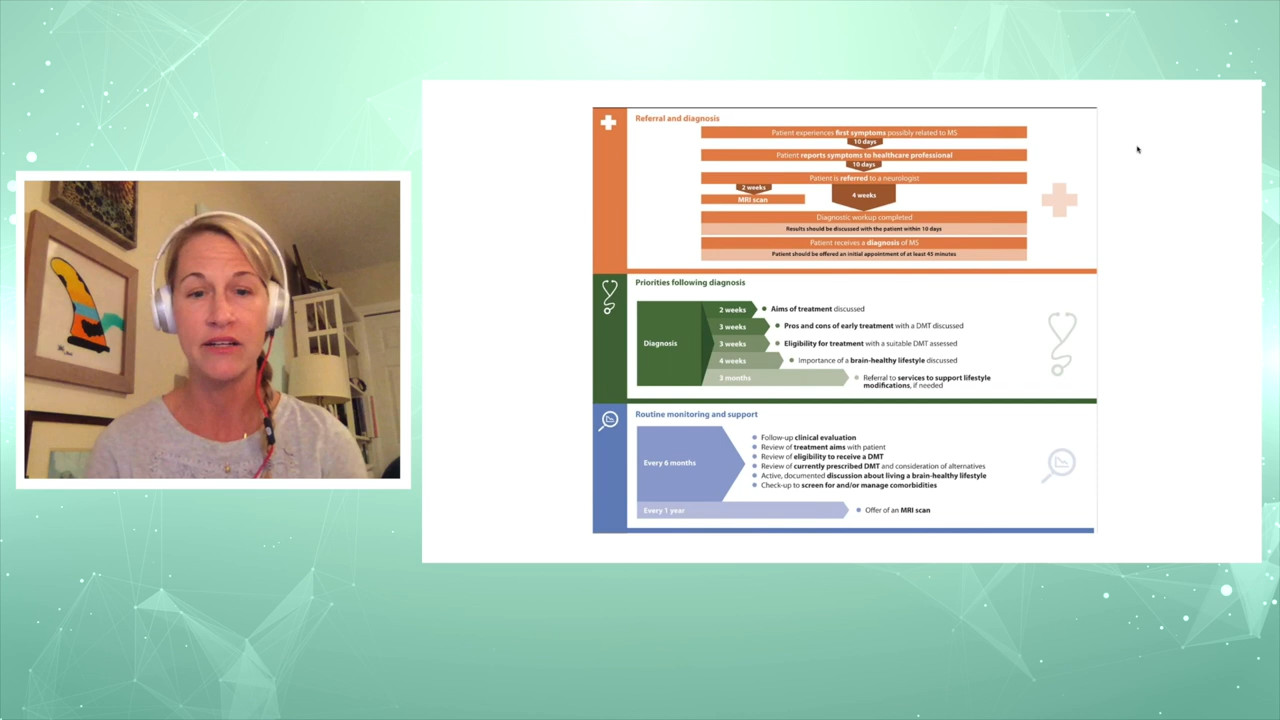 Referral and diagnosis
Patient experiences first symptoms possibly related to MS
10 days
Patient reports symptoms to healthcare professional
10 days
Patient is referred to a neurologist
2 weeks
4 weeks
MRI scan
Diagnostic workup completed
Results should be discussed with the patient within 10 days
Patient receives a diagnosis of MS
Patient should be offered an initial appointment of at least 45 minutes
Priorities following diagnosis
Diagnosis
2 weeks
Aims of treatment discussed
3 weeks
Pros and cons of early treatment with a DMT discussed
3 weeks
Eligibility for treatment with a suitable DMT assessed
4 weeks
Importance of a brain-healthy lifestyle discussed
3 months
Referral to services to support lifestyle
modifications, if needed
Routine monitoring and support
Every 6 months
Follow-up clinical evaluation
Review of treatment aims with patient
Review of eligibility to receive a DMT
Review of currently prescribed DMT and consideration of alternatives
Active, documented discussion about living a brain-healthy lifestyle
Check-up to screen for and/or manage comorbidities
Every 1 year
Offer of an MRI scan